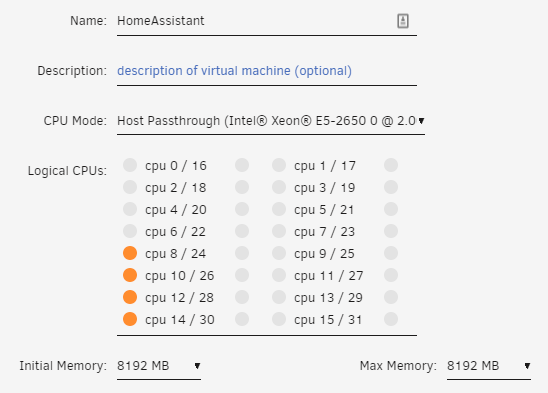 Name: HomeAssistant
Description: description of virtual machine (optional)
CPU Mode: Host Passthrough (Intel® Xeon® E5-2650 0 @ 2.0
Logical CPUs: cpu 0 / 16 cpu 1 / 17
cpu 2 / 18 cpu 3 / 19
cpu 4 / 20 cpu 5 / 21
cpu 6 / 22 cpu 7 / 23
cpu 8 / 24 cpu 9 / 25
cpu 10 / 26 cpu 11 / 27
cpu 12 / 28 cpu 13 / 29
cpu 14 / 30 cpu 15 / 31
Initial Memory: 8192 MB Max Memory: 8192 MB